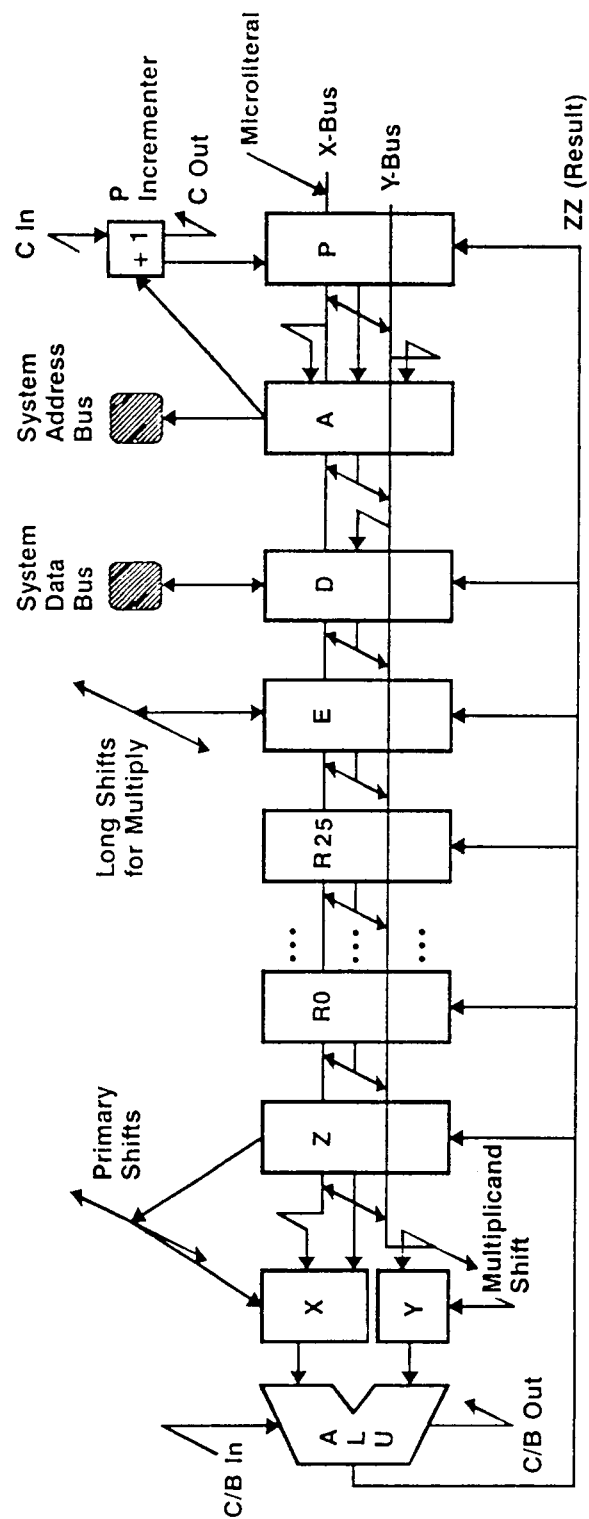 C/B In
Primary
Shifts
Long Shifts
for Multiply
System
Data
Bus
System
Address
Bus
C In
P
Incrementer
C Out
+ 1
Microliteral
X-Bus
Y-Bus
A
L
U
X
Y
Z
R0
...
...
...
R25
E
D
A
P
C/B Out
Multiplicand
Shift
ZZ (Result)